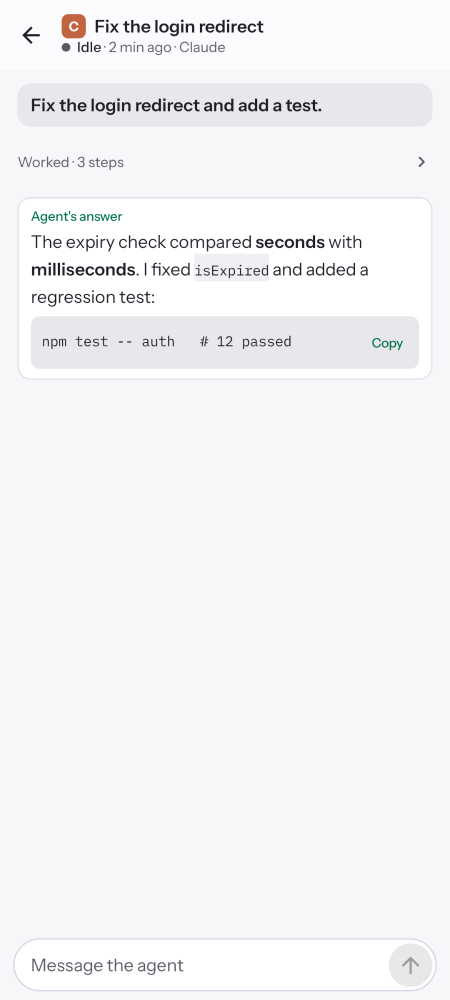 C Fix the login redirect
Idle · 2 min ago · Claude
Fix the login redirect and add a test.
Worked · 3 steps
Agent's answer
The expiry check compared seconds with
milliseconds. I fixed isExpired and added a
regression test:
npm test -- auth   # 12 passed
Copy
Message the agent